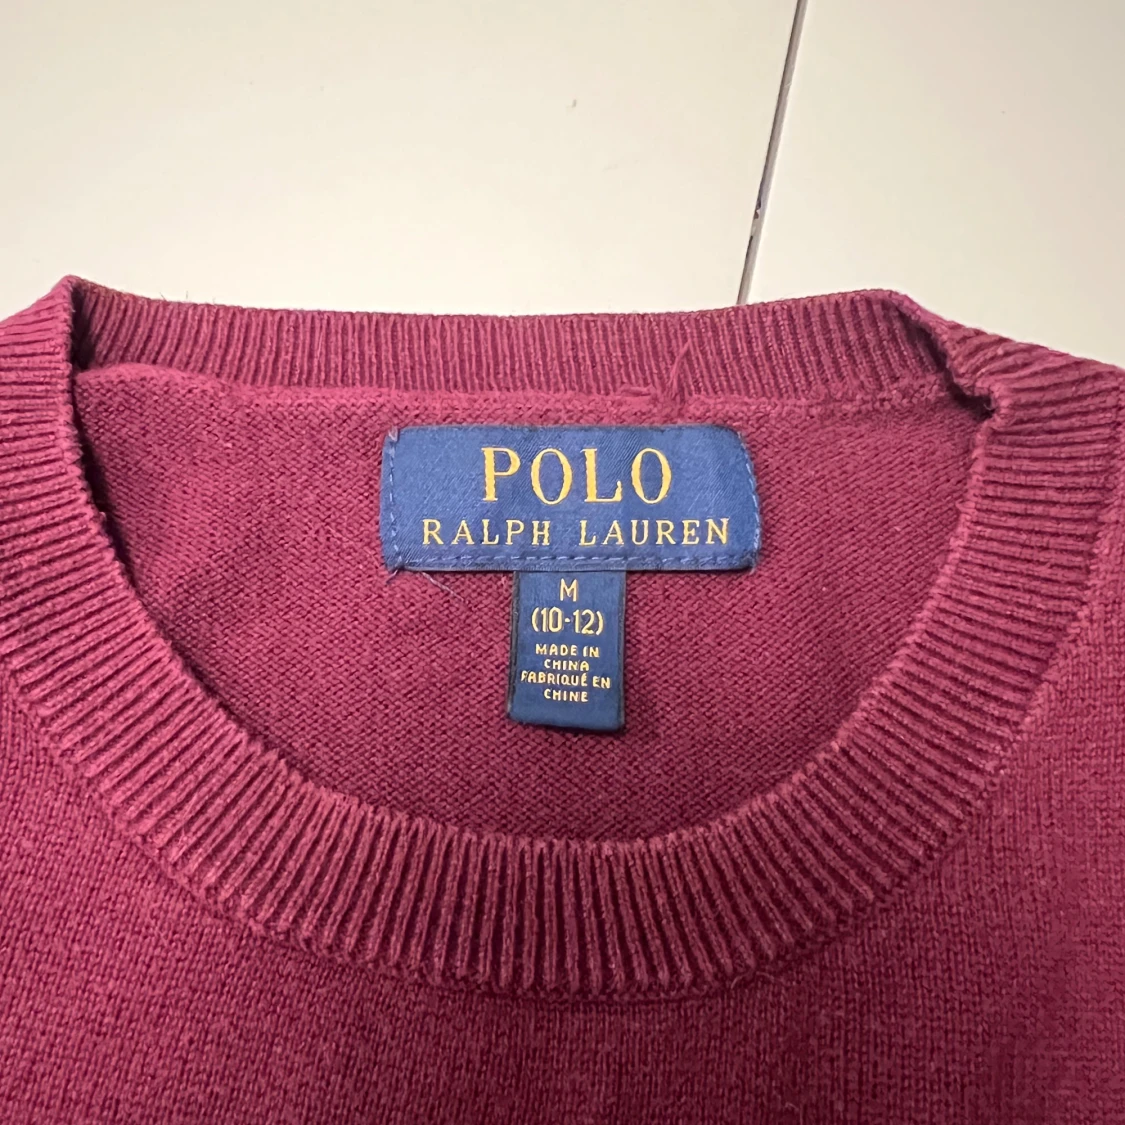 POLO
RALPH LAUREN
M
(10-12)
MADE IN
CHINA
FABRIQUÉ EN
CHINE